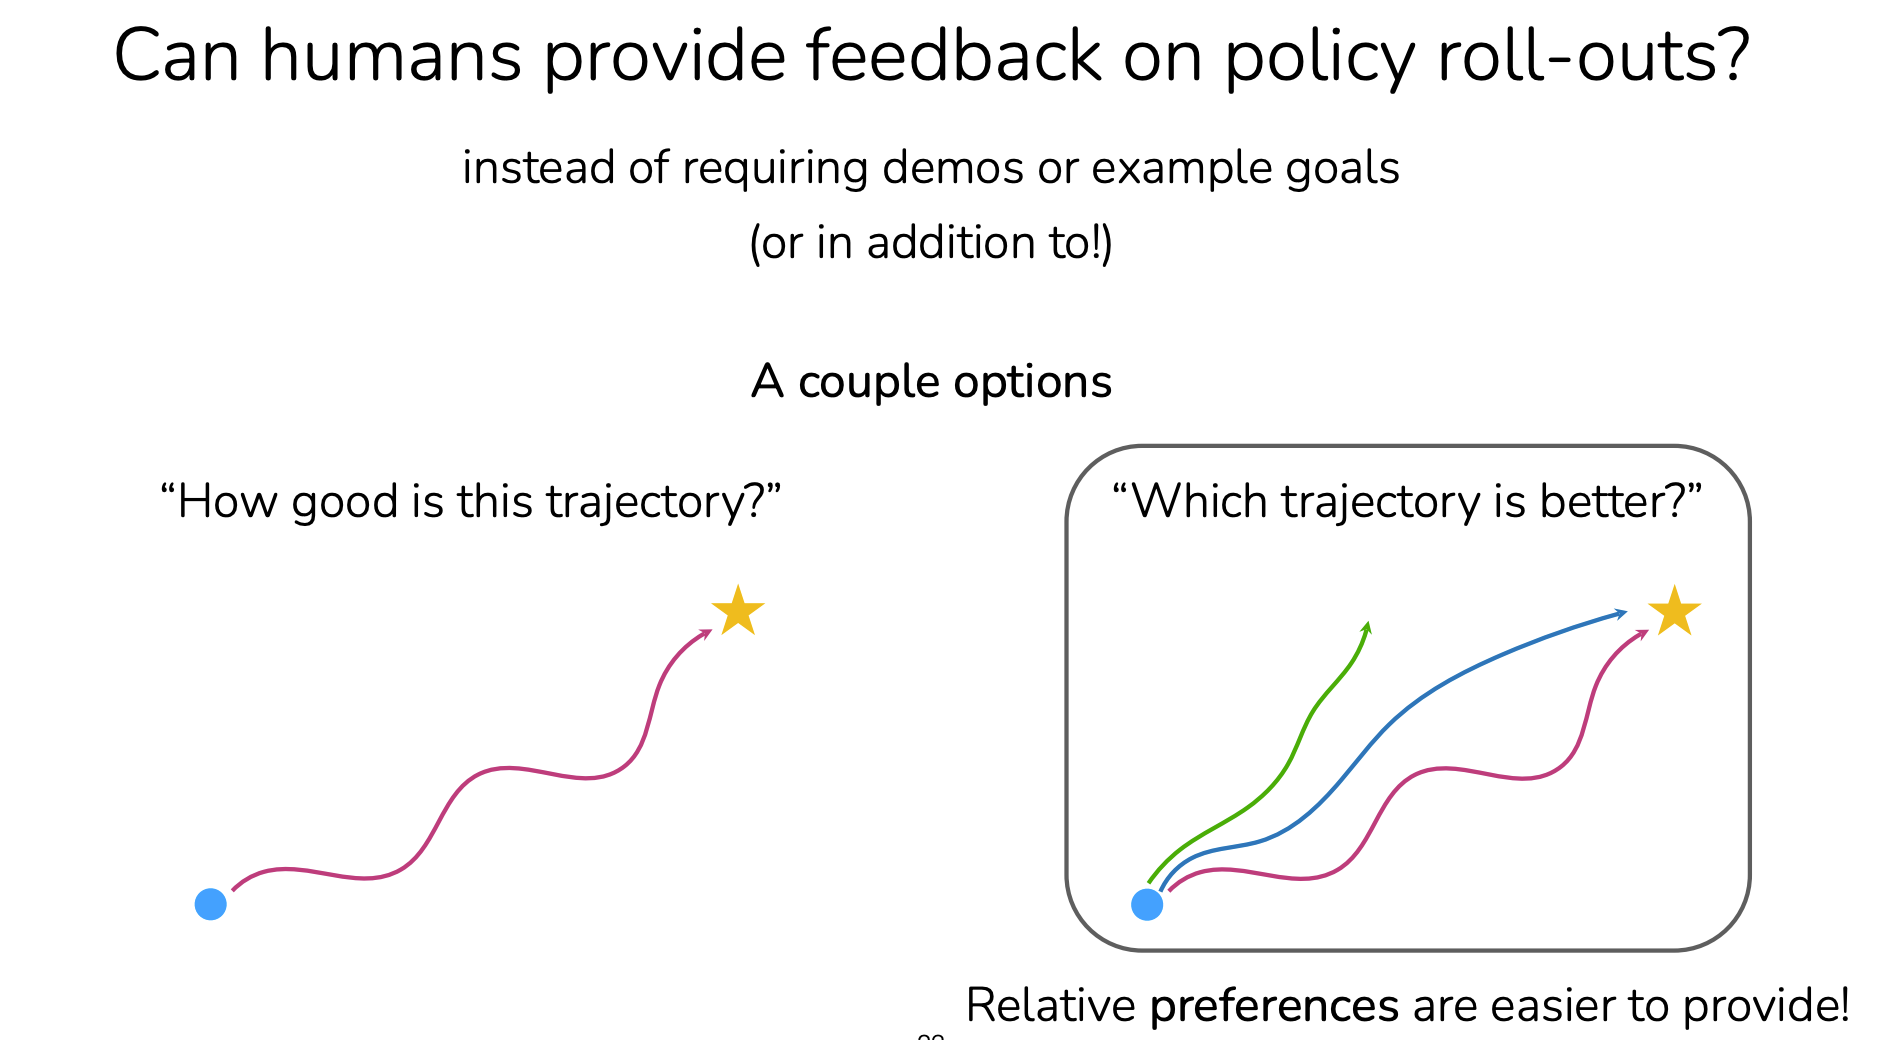 Can humans provide feedback on policy roll-outs?
instead of requiring demos or example goals
(or in addition to!)
A couple options
“How good is this trajectory?”
“Which trajectory is better?”
Relative preferences are easier to provide!